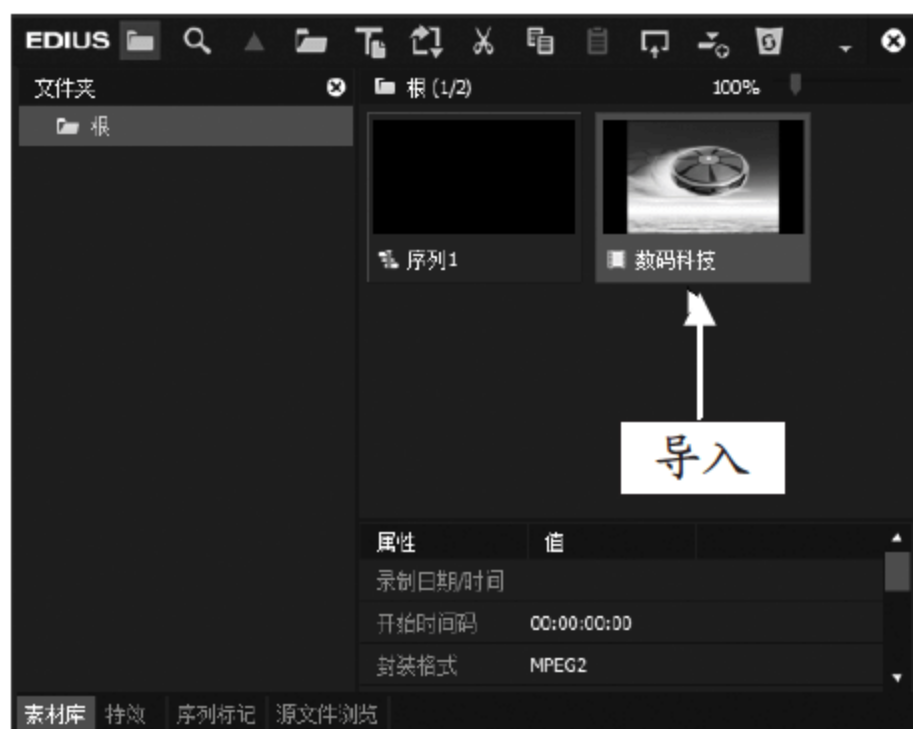 EDIUS
文件夹
根 (1/2)
100%
根
序列1
数码科技
导入
属性 值
录制日期/时间
开始时间码 00:00:00:00
封装格式 MPEG2
素材库 特效 序列标记 源文件浏览